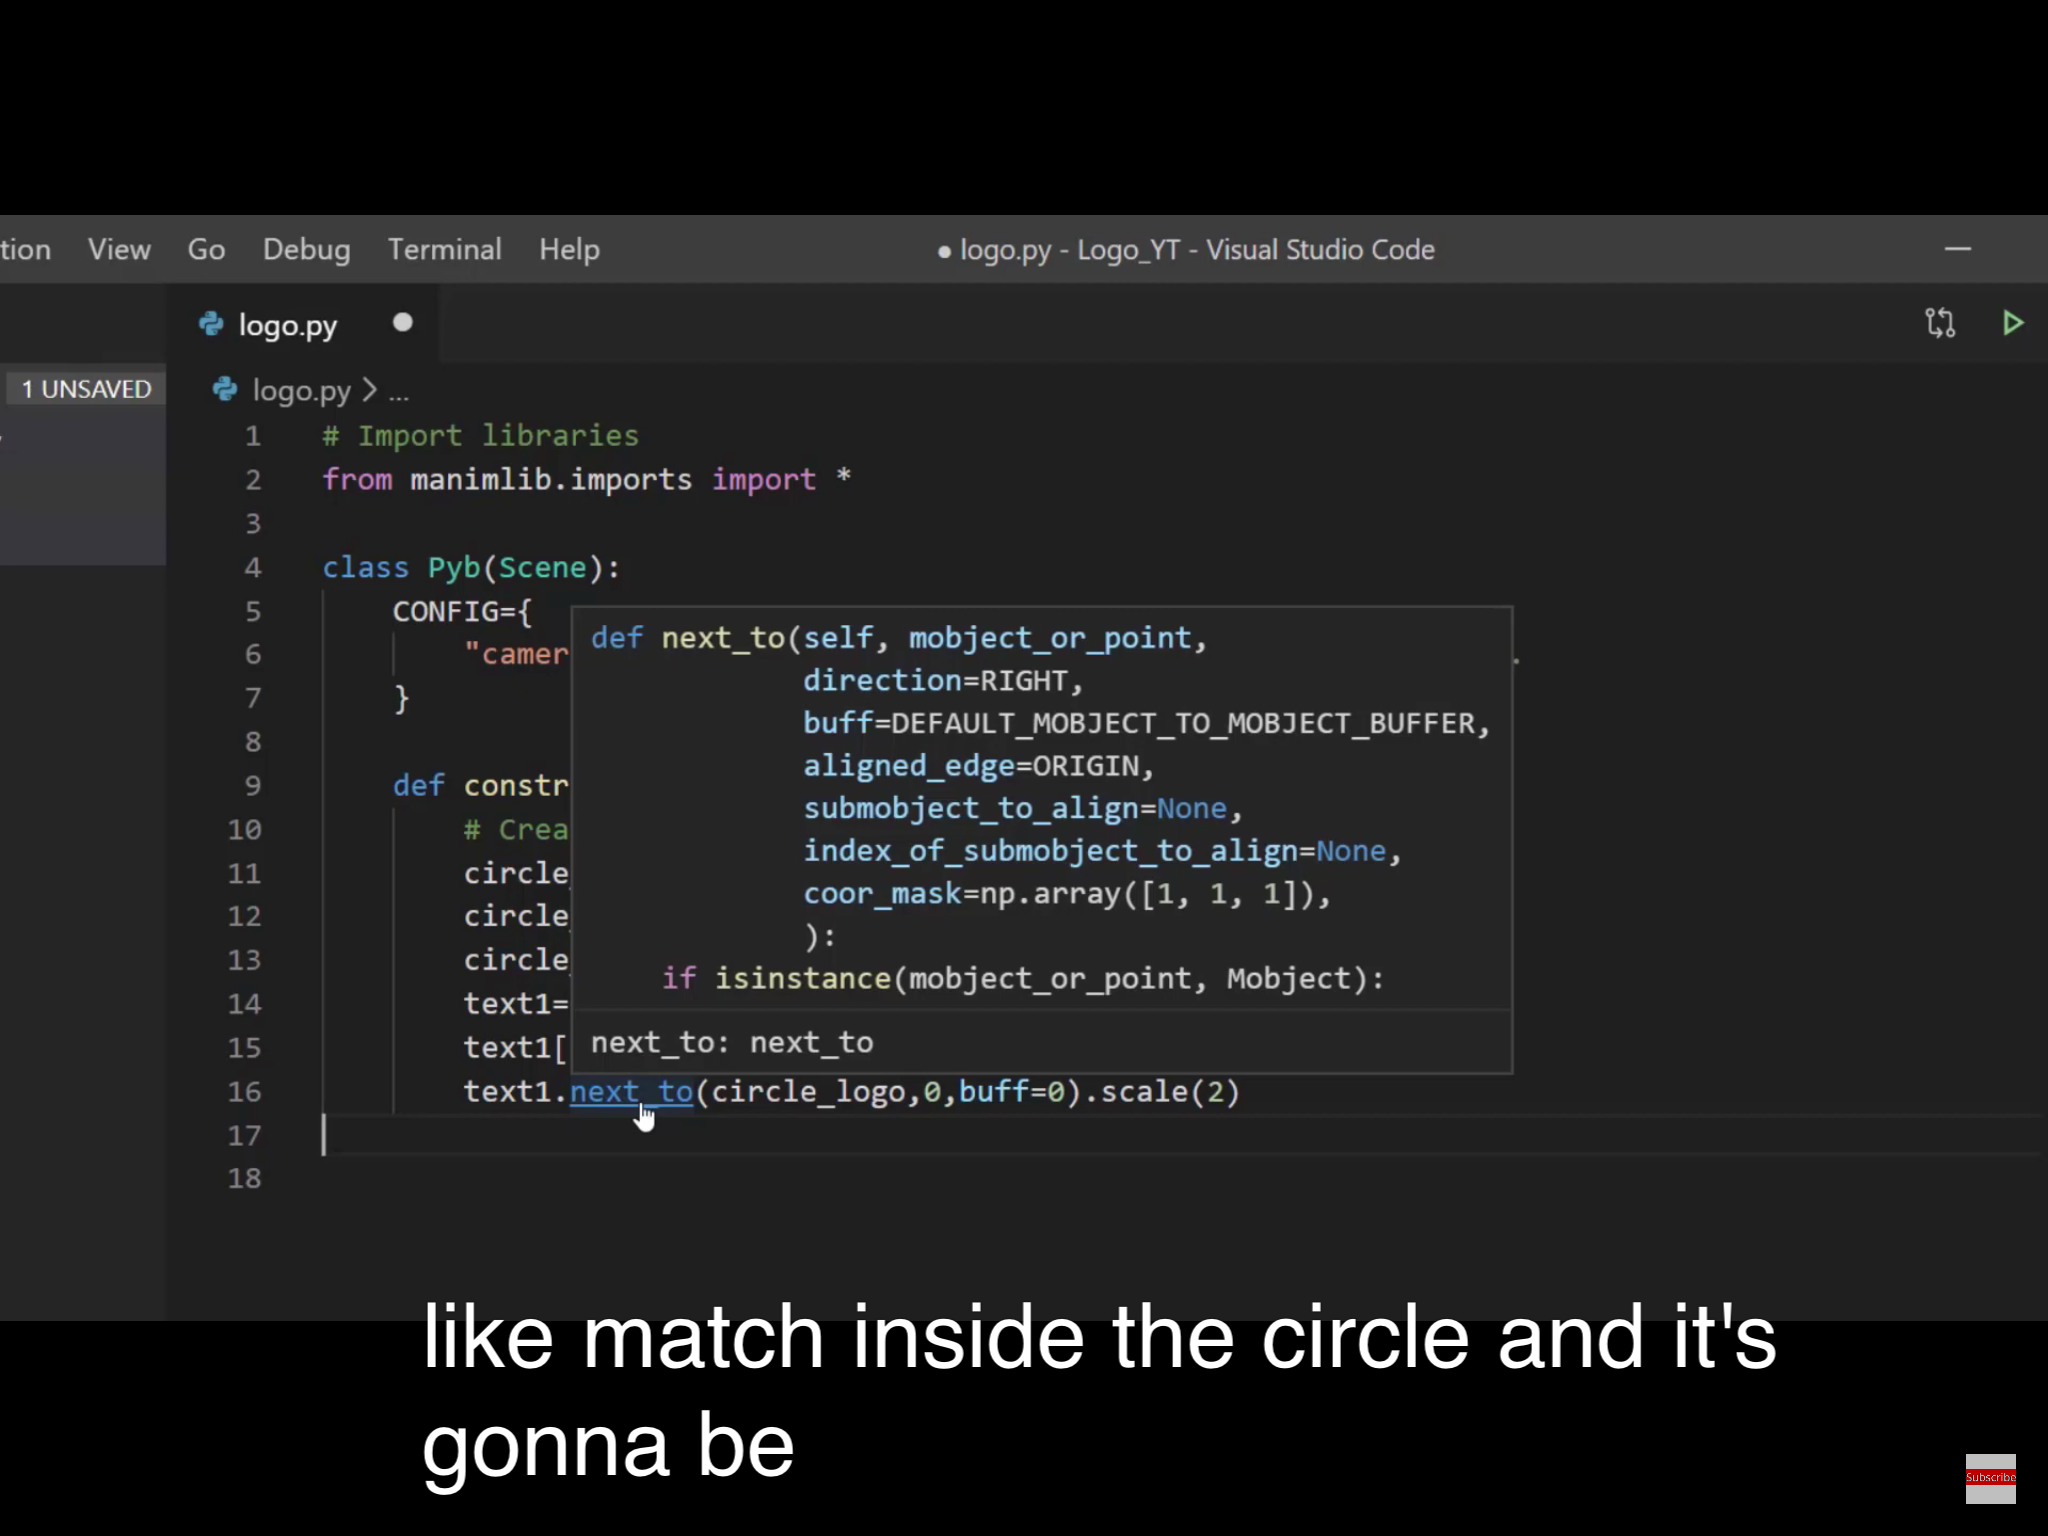 tion View Go Debug Terminal Help ● logo.py - Logo_YT - Visual Studio Code
logo.py
1 UNSAVED
logo.py > ...
1 # Import libraries
2 from manimlib.imports import *
3
4 class Pyb(Scene):
5 CONFIG={
6 "camer
7 }
8
9 def constr
10 # Crea
11 circle_
12 circle_
13 circle_
14 text1=
15 text1[
16 text1.next_to(circle_logo,0,buff=0).scale(2)
17
18
def next_to(self, mobject_or_point,
direction=RIGHT,
buff=DEFAULT_MOBJECT_TO_MOBJECT_BUFFER,
aligned_edge=ORIGIN,
submobject_to_align=None,
index_of_submobject_to_align=None,
coor_mask=np.array([1, 1, 1]),
):
if isinstance(mobject_or_point, Mobject):
next_to: next_to
like match inside the circle and it's
gonna be
Subscribe